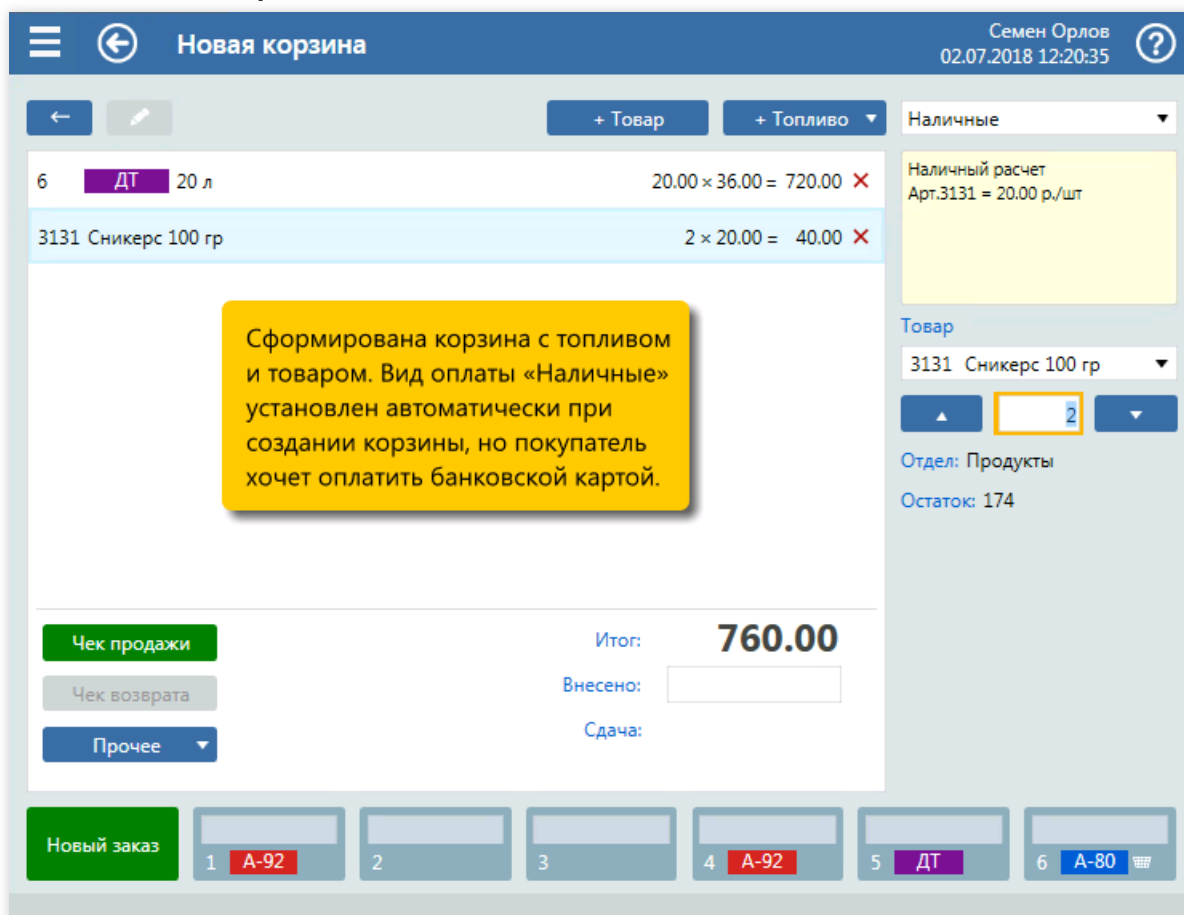 Новая корзина
Семен Орлов
02.07.2018 12:20:35
+ Товар
+ Топливо
Наличные
6 ДТ 20 л 20.00 × 36.00 = 720.00
3131 Сникерс 100 гр 2 × 20.00 = 40.00
Наличный расчет
Арт.3131 = 20.00 р./шт
Сформирована корзина с топливом
и товаром. Вид оплаты «Наличные»
установлен автоматически при
создании корзины, но покупатель
хочет оплатить банковской картой.
Товар
3131 Сникерс 100 гр
2
Отдел: Продукты
Остаток: 174
Чек продажи
Чек возврата
Прочее
Итог: 760.00
Внесено:
Сдача:
Новый заказ
1 А-92
2
3
4 А-92
5 ДТ
6 А-80